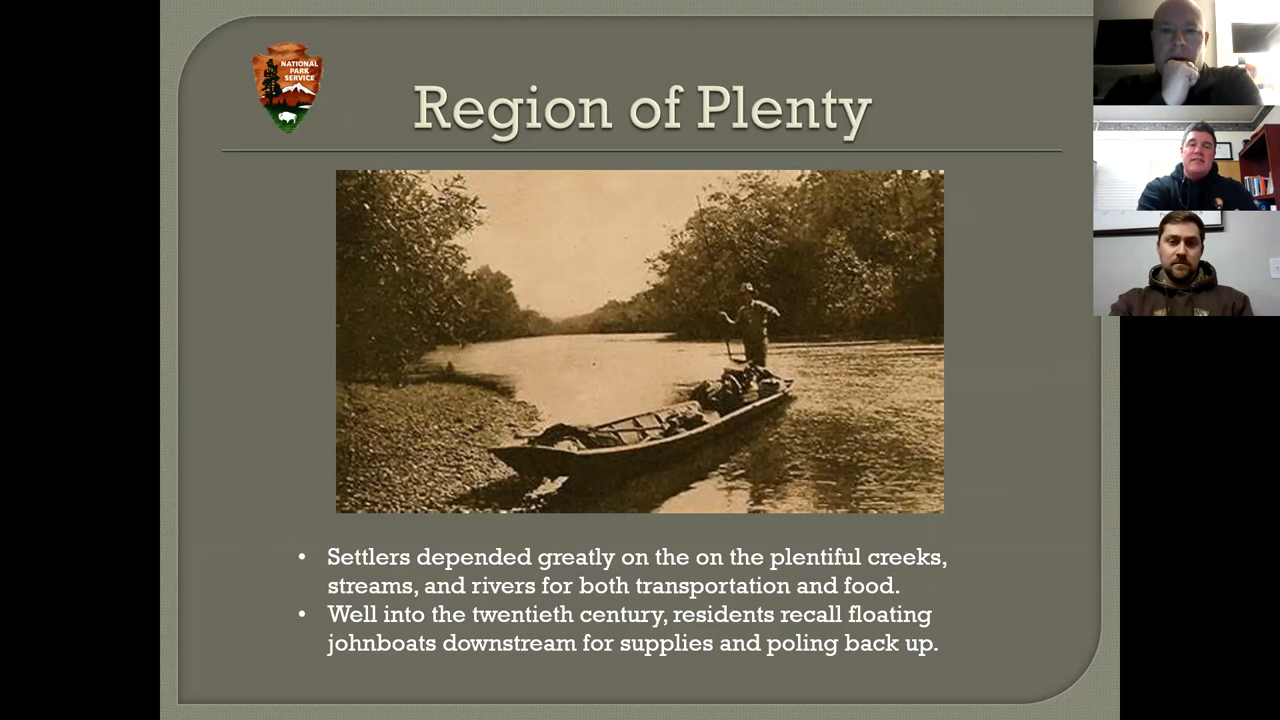 NATIONAL
PARK
SERVICE
Region of Plenty
• Settlers depended greatly on the on the plentiful creeks,
streams, and rivers for both transportation and food.
• Well into the twentieth century, residents recall floating
johnboats downstream for supplies and poling back up.